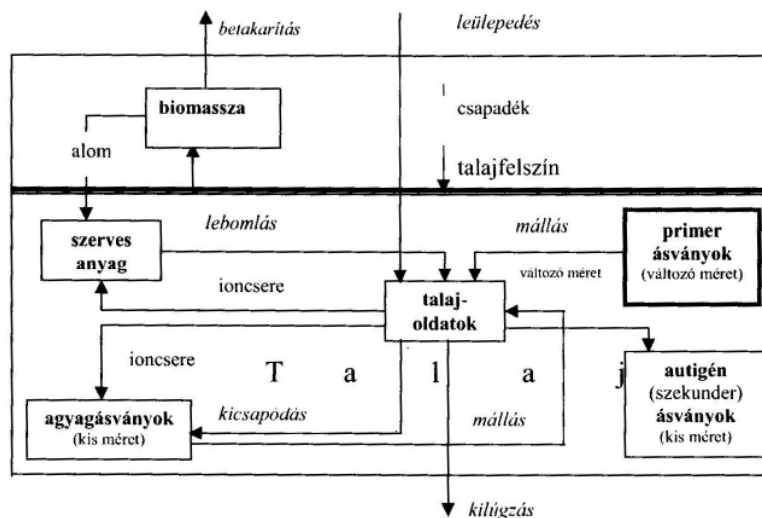 betakarítás
leülepedés
biomassza
csapadék
alom
talajfelszín
lebomlás
mállás
szerves
anyag
primer
ásványok
(változó méret)
változó méret
ioncsere
talaj-
oldatok
ioncsere
T a l a j
autigén
(szekunder)
ásványok
(kis méret)
agyagásványok
(kis méret)
kicsapódás
mállás
kilúgzás